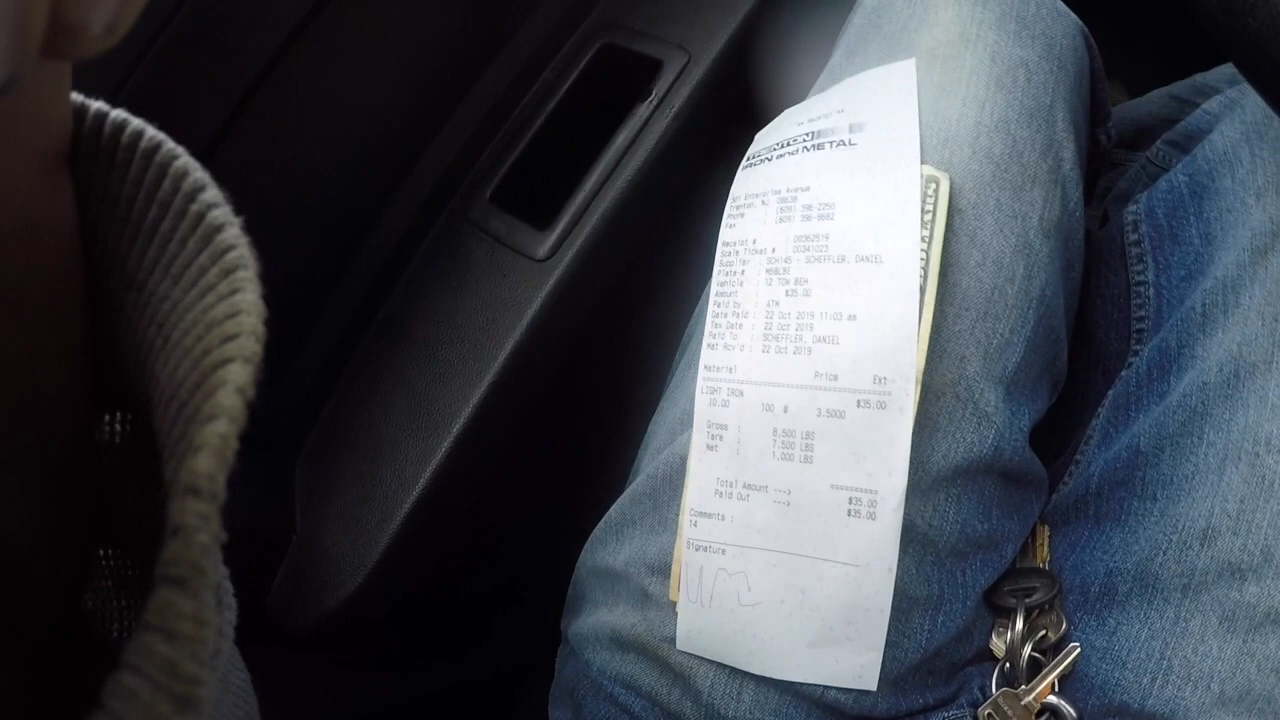 TRENTON
IRON and METAL
301 Enterprise Avenue
Trenton, NJ 08638
Phone : (609) 396-2250
Fax : (609) 396-8682
Receipt # : 00362519
Scale Ticket # : 00341023
Supplier : SCH145 - SCHEFFLER, DANIEL
Plate-# : M68LBE
Vehicle : 12 TOW BEH
Amount : $35.00
Paid by : ATM
Date Paid : 22 Oct 2019 11:03 am
Tax Date : 22 Oct 2019
Paid To : SCHEFFLER, DANIEL
Mat Rcv'd : 22 Oct 2019
Material Price Ext
LIGHT IRON $35.00
10.00 100 # 3.5000
Gross : 8,500 LBS
Tare : 7,500 LBS
Net : 1,000 LBS
Total Amount ---> $35.00
Paid Out ---> $35.00
Comments :
14
Signature
DOLLARS